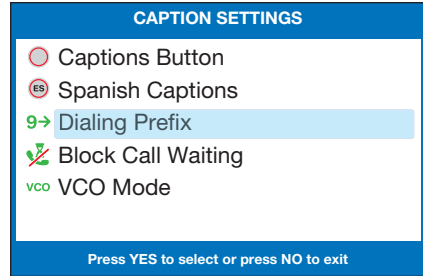 CAPTION SETTINGS
Captions Button
ES Spanish Captions
9→ Dialing Prefix
Block Call Waiting
VCO VCO Mode
Press YES to select or press NO to exit